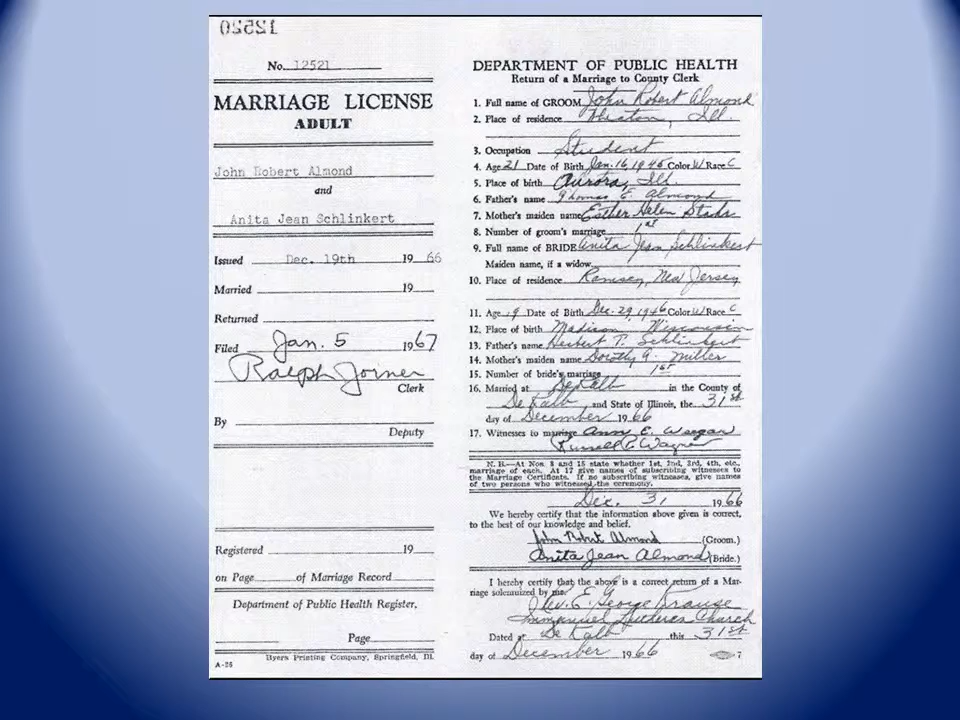 12520
No. 12521
MARRIAGE LICENSE
ADULT
John Robert Almond
and
Anita Jean Schlinkert
Issued Dec. 19th 19 66
Married 19
Returned
Filed Jan. 5 1967
Ralph Jorner
Clerk
By
Deputy
Registered 19
on Page of Marriage Record
Department of Public Health Register,
Page
Byers Printing Company, Springfield, Ill.
A-26
DEPARTMENT OF PUBLIC HEALTH
Return of a Marriage to County Clerk
1. Full name of GROOM John Robert Almond
2. Place of residence Ill.
3. Occupation Student
4. Age 21 Date of Birth Jan. 16, 1945 Color W Race C
5. Place of birth Aurora, Ill.
6. Father's name Thomas E. Almond
7. Mother's maiden name Esther Helen
8. Number of groom's marriage 1st
9. Full name of BRIDE Anita Jean Schlinkert
Maiden name, if a widow
10. Place of residence Ramsey, New Jersey
11. Age 19 Date of Birth Dec. 29, 1946 Color W Race C
12. Place of birth Madison, Wisconsin
13. Father's name Herbert T. Schlinkert
14. Mother's maiden name Dorothy G. Miller
15. Number of bride's marriage 1st
16. Married at DeKalb in the County of
DeKalb and State of Illinois, the 31st
day of December 1966
17. Witnesses to marriage Ann E.
Russell C. Wagner
N. B.—At Nos. 8 and 15 state whether 1st, 2nd, 3rd, 4th, etc.,
marriage of each. At 17 give names of subscribing witnesses to
the Marriage Certificate. If no subscribing witnesses, give names
of two persons who witnessed the ceremony.
Dec. 31 1966
We hereby certify that the information above given is correct,
to the best of our knowledge and belief.
John Robert Almond (Groom.)
Anita Jean Almond (Bride.)
I hereby certify that the above is a correct return of a Mar-
riage solemnized by me.
Rev. E. George Krause
Immanuel Lutheran Church
Dated at DeKalb this 31st
day of December 1966
7